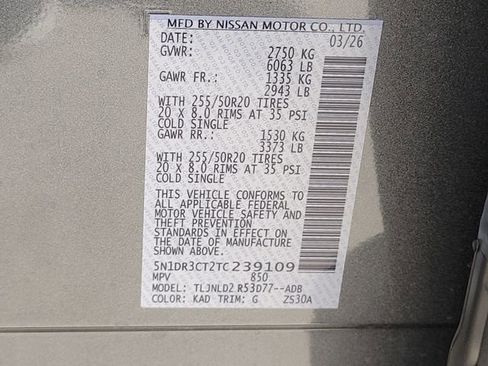 MFD BY NISSAN MOTOR CO., LTD.
DATE: 03/26
GVWR: 2750 KG
6063 LB
GAWR FR.: 1335 KG
2943 LB
WITH 255/50R20 TIRES
20 X 8.0 RIMS AT 35 PSI
COLD SINGLE
GAWR RR.: 1530 KG
3373 LB
WITH 255/50R20 TIRES
20 X 8.0 RIMS AT 35 PSI
COLD SINGLE
THIS VEHICLE CONFORMS TO
ALL APPLICABLE FEDERAL
MOTOR VEHICLE SAFETY AND
THEFT PREVENTION
STANDARDS IN EFFECT ON
THE DATE OF MANUFACTURE
SHOWN ABOVE.
5N1DR3CT2TC239109
MPV 850
MODEL: TLJNLD2 R53D77--ADB
COLOR: KAD TRIM: G ZS30A